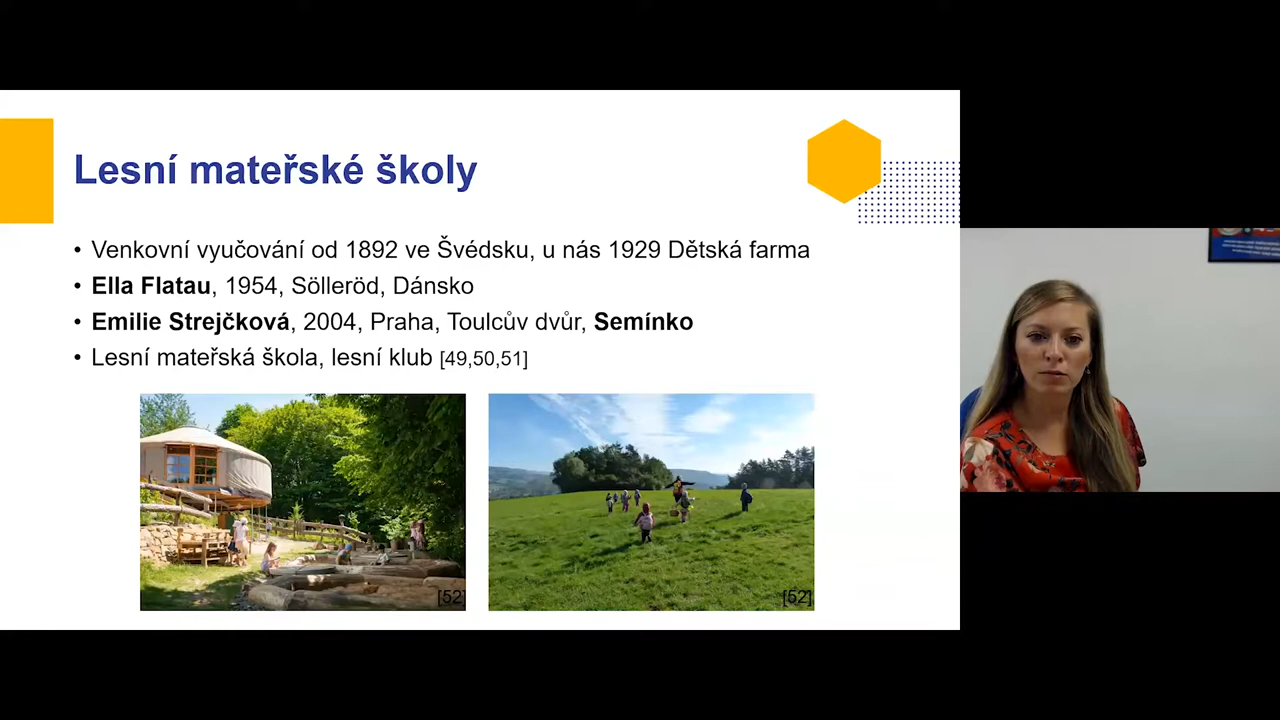 Lesní mateřské školy
• Venkovní vyučování od 1892 ve Švédsku, u nás 1929 Dětská farma
• Ella Flatau, 1954, Sölleröd, Dánsko
• Emilie Strejčková, 2004, Praha, Toulcův dvůr, Semínko
• Lesní mateřská škola, lesní klub [49,50,51]
[52]
[52]